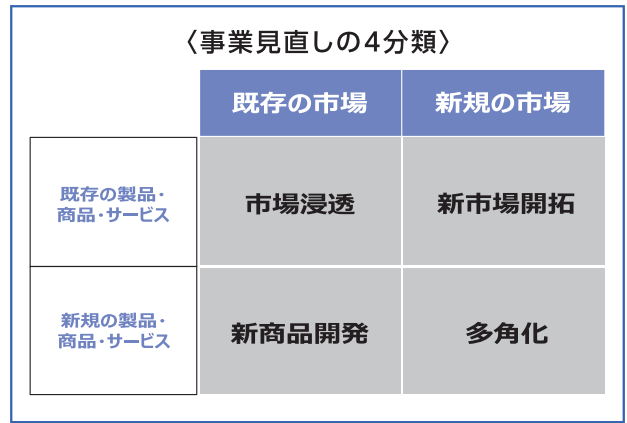 〈事業見直しの4分類〉
既存の市場
新規の市場
既存の製品・
商品・サービス
市場浸透
新市場開拓
新規の製品・
商品・サービス
新商品開発
多角化